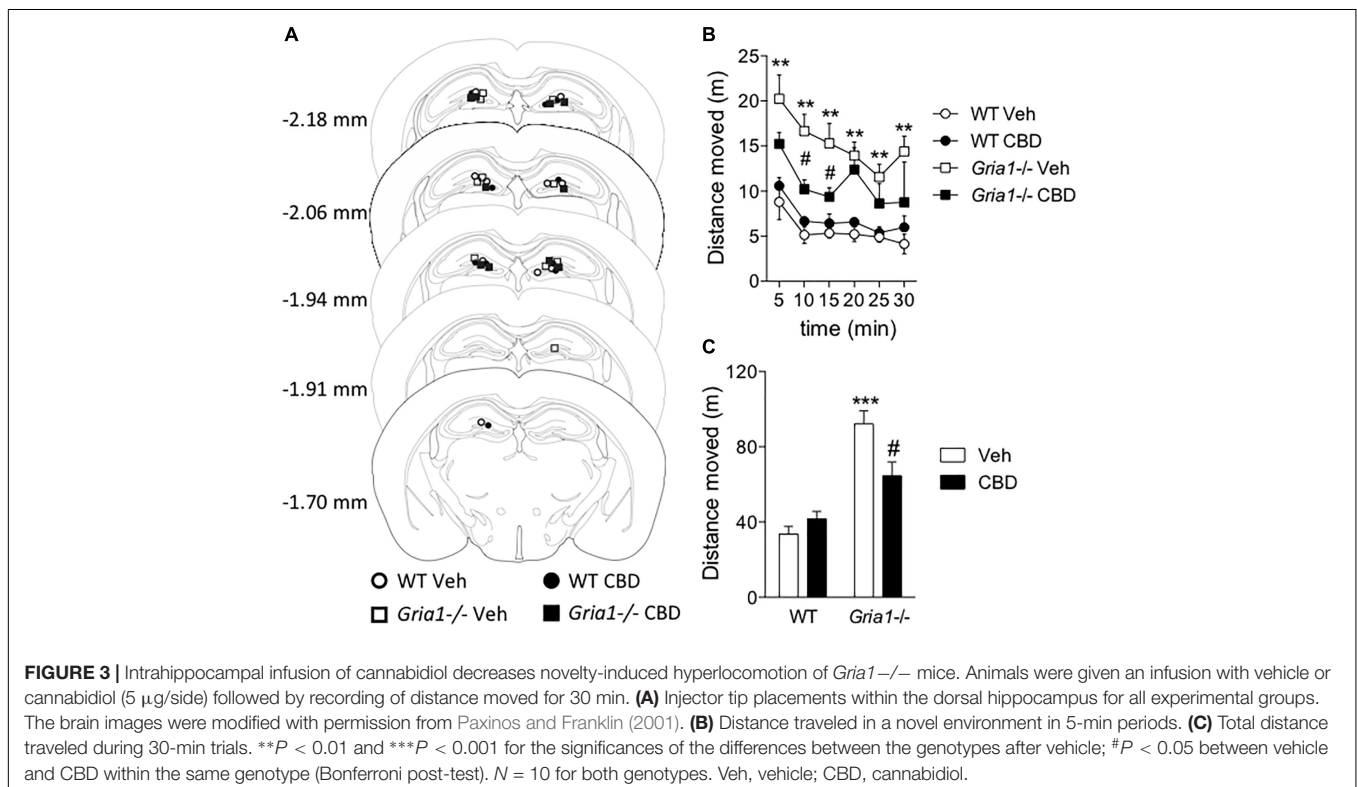 A
-2.18 mm
-2.06 mm
-1.94 mm
-1.91 mm
-1.70 mm
WT Veh
WT CBD
Gria1-/- Veh
Gria1-/- CBD
B
Distance moved (m)
25
20
15
10
5
0
** ** ** ** ** **
# #
5 10 15 20 25 30
time (min)
WT Veh
WT CBD
Gria1-/- Veh
Gria1-/- CBD
C
Distance moved (m)
120
80
40
0
***
#
WT Gria1-/-
Veh
CBD
FIGURE 3 | Intrahippocampal infusion of cannabidiol decreases novelty-induced hyperlocomotion of Gria1−/− mice. Animals were given an infusion with vehicle or
cannabidiol (5 μg/side) followed by recording of distance moved for 30 min. (A) Injector tip placements within the dorsal hippocampus for all experimental groups.
The brain images were modified with permission from Paxinos and Franklin (2001). (B) Distance traveled in a novel environment in 5-min periods. (C) Total distance
traveled during 30-min trials. **P < 0.01 and ***P < 0.001 for the significances of the differences between the genotypes after vehicle; #P < 0.05 between vehicle
and CBD within the same genotype (Bonferroni post-test). N = 10 for both genotypes. Veh, vehicle; CBD, cannabidiol.